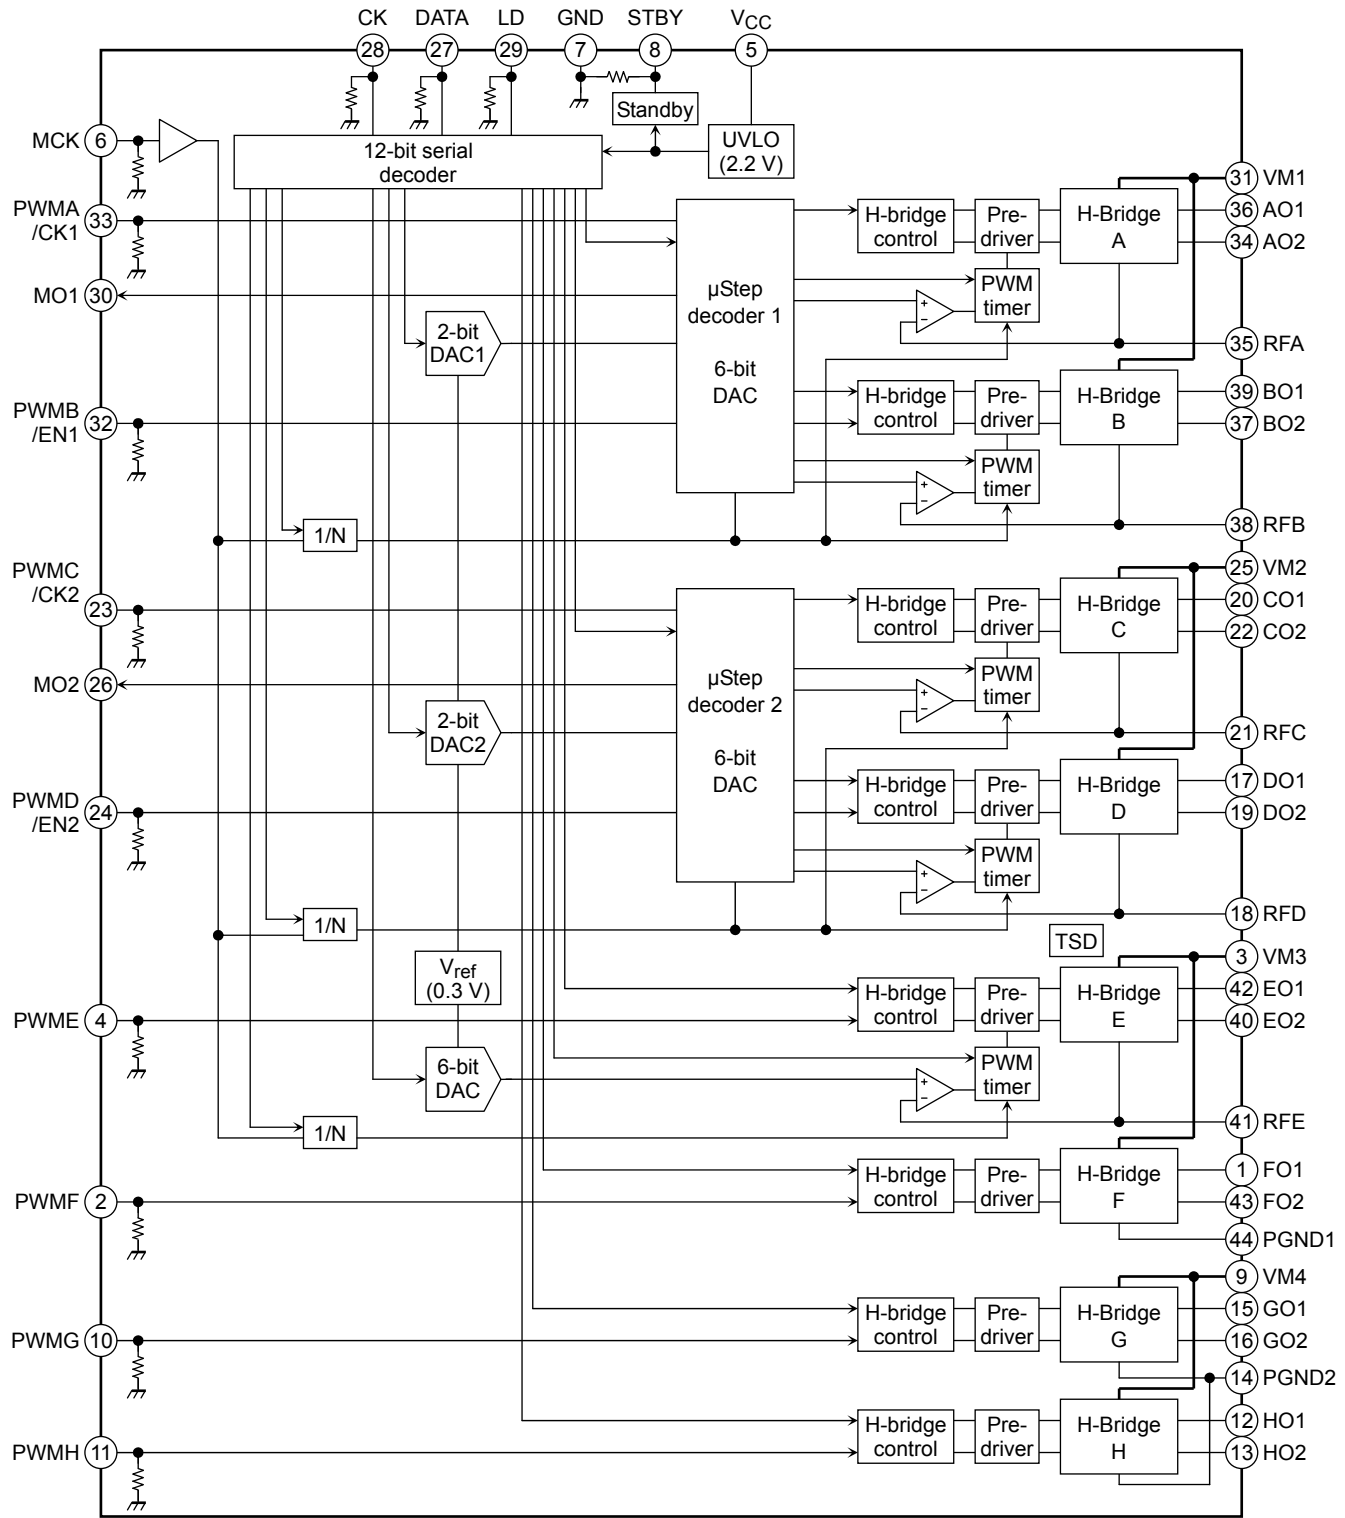 CK DATA LD GND STBY VCC
28 27 29 7 8 5
Standby
MCK 6
12-bit serial
decoder
UVLO
(2.2 V)
31 VM1
PWMA
/CK1
33
H-bridge
control
Pre-
driver
H-Bridge
A
36 AO1
34 AO2
MO1 30
µStep
decoder 1
6-bit
DAC
+
−
PWM
timer
2-bit
DAC1
35 RFA
PWMB
/EN1
32
H-bridge
control
Pre-
driver
H-Bridge
B
39 BO1
37 BO2
+
−
PWM
timer
1/N
38 RFB
25 VM2
PWMC
/CK2
23
H-bridge
control
Pre-
driver
H-Bridge
C
20 CO1
22 CO2
MO2 26
µStep
decoder 2
6-bit
DAC
+
−
PWM
timer
2-bit
DAC2
21 RFC
PWMD
/EN2
24
H-bridge
control
Pre-
driver
H-Bridge
D
17 DO1
19 DO2
+
−
PWM
timer
1/N
18 RFD
TSD
3 VM3
Vref
(0.3 V)
PWME 4
H-bridge
control
Pre-
driver
H-Bridge
E
42 EO1
40 EO2
6-bit
DAC
+
−
PWM
timer
1/N
41 RFE
PWMF 2
H-bridge
control
Pre-
driver
H-Bridge
F
1 FO1
43 FO2
44 PGND1
9 VM4
PWMG 10
H-bridge
control
Pre-
driver
H-Bridge
G
15 GO1
16 GO2
14 PGND2
PWMH 11
H-bridge
control
Pre-
driver
H-Bridge
H
12 HO1
13 HO2